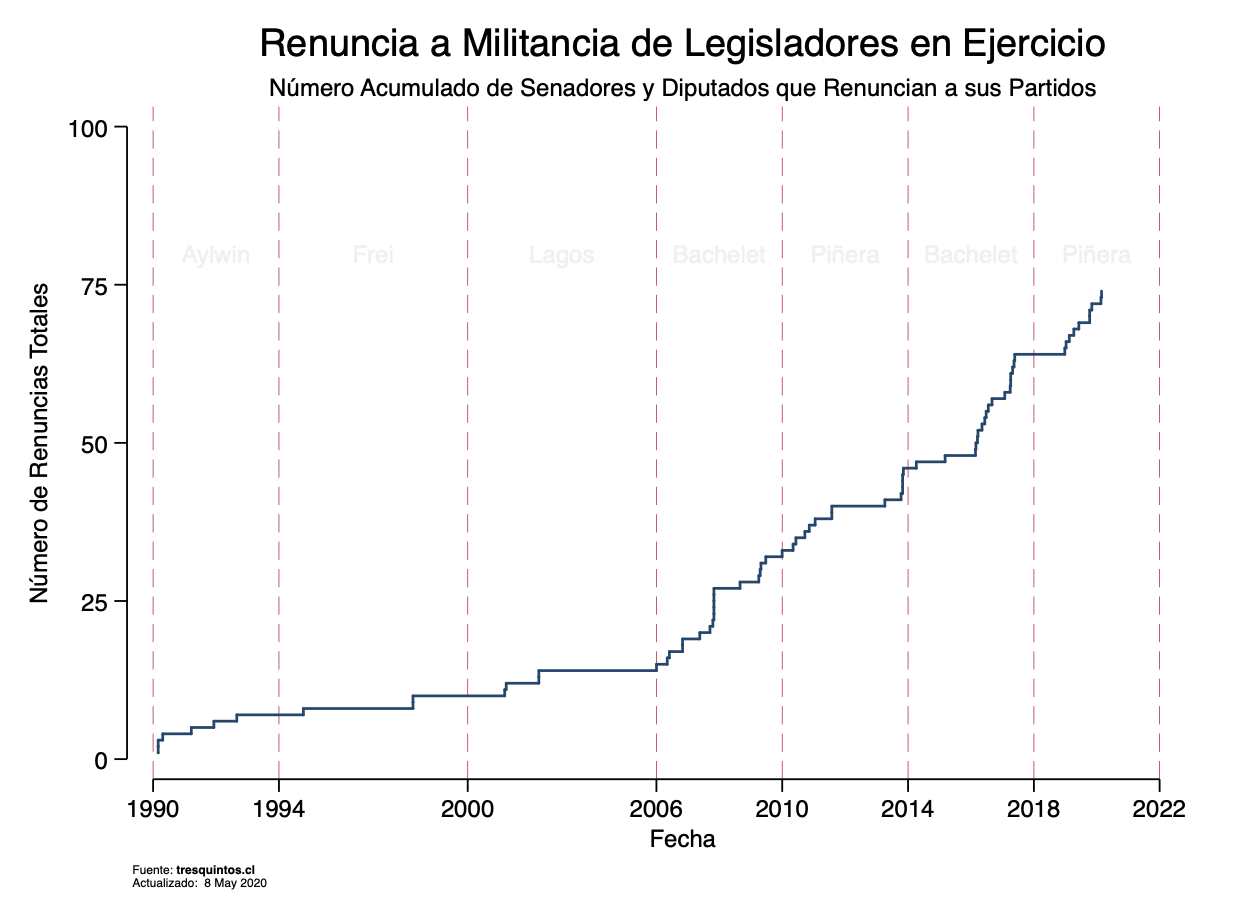 Renuncia a Militancia de Legisladores en Ejercicio
Número Acumulado de Senadores y Diputados que Renuncian a sus Partidos
100
Aylwin Frei Lagos Bachelet Piñera Bachelet Piñera
75
50
25
0
Número de Renuncias Totales
1990 1994 2000 2006 2010 2014 2018 2022
Fecha
Fuente: tresquintos.cl
Actualizado: 8 May 2020